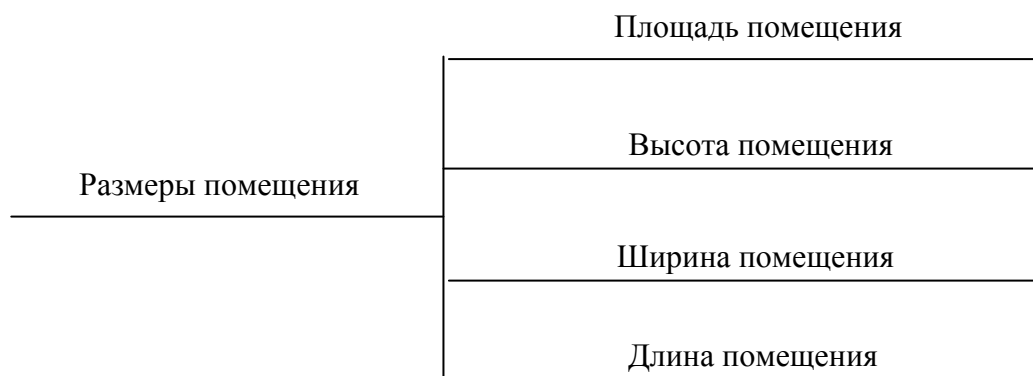 Площадь помещения
Высота помещения
Размеры помещения
Ширина помещения
Длина помещения